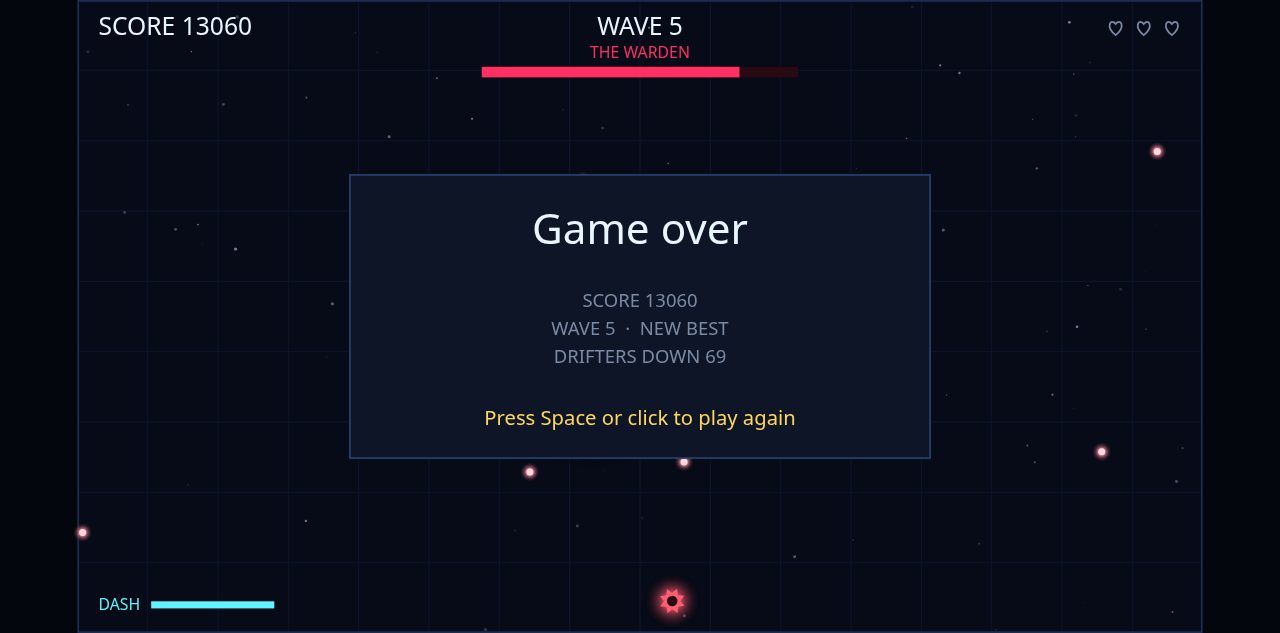 SCORE 13060
WAVE 5
THE WARDEN
Game over
SCORE 13060
WAVE 5 · NEW BEST
DRIFTERS DOWN 69
Press Space or click to play again
DASH